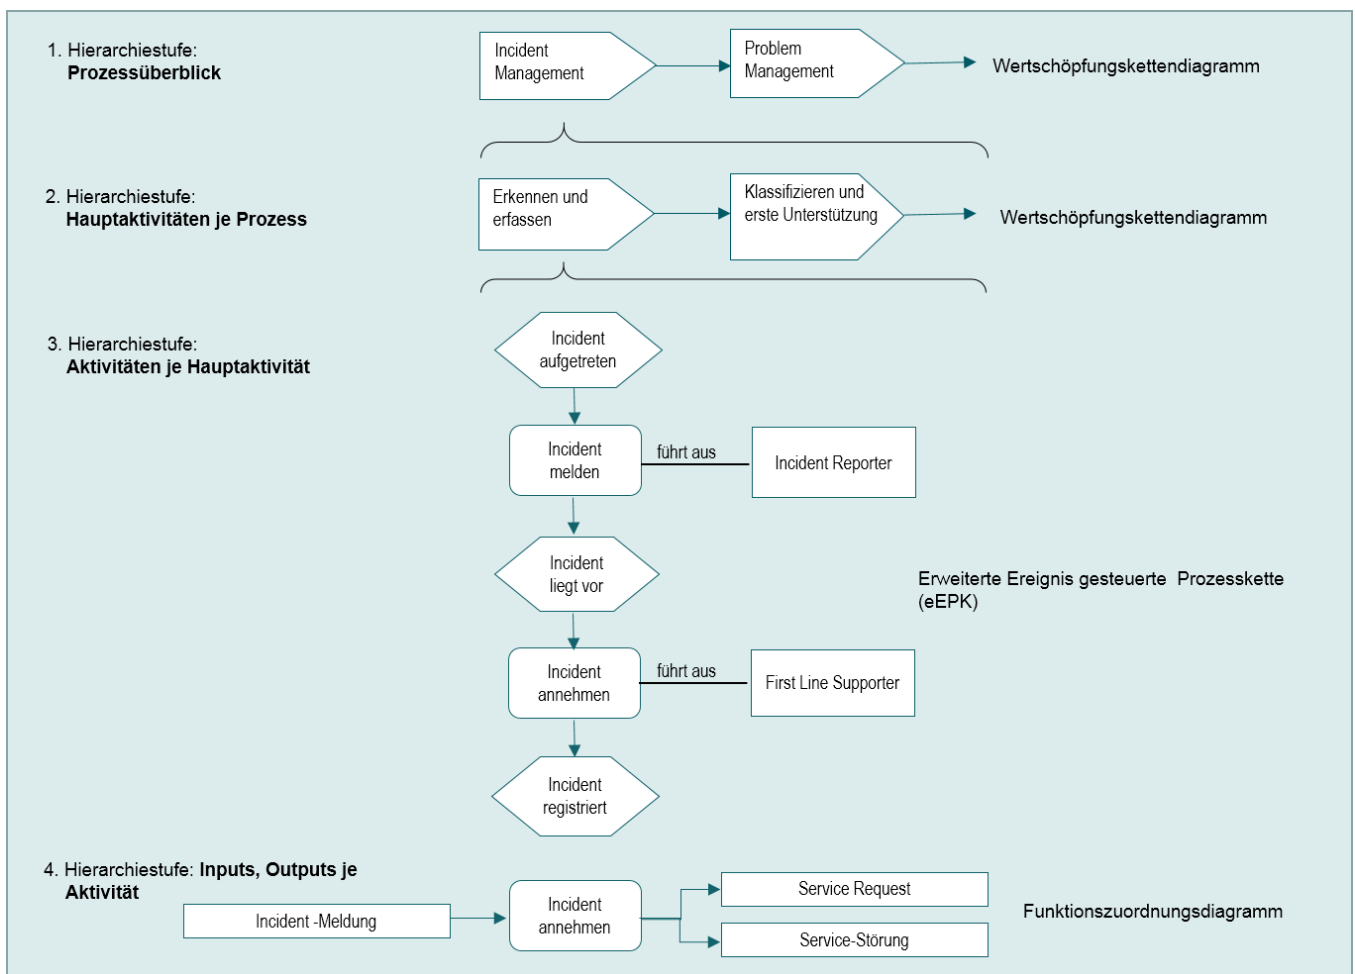 1. Hierarchiestufe:
Prozessüberblick
Incident
Management
Problem
Management
Wertschöpfungskettendiagramm
2. Hierarchiestufe:
Hauptaktivitäten je Prozess
Erkennen und
erfassen
Klassifizieren und
erste Unterstützung
Wertschöpfungskettendiagramm
3. Hierarchiestufe:
Aktivitäten je Hauptaktivität
Incident
aufgetreten
Incident
melden
führt aus
Incident Reporter
Incident
liegt vor
Erweiterte Ereignis gesteuerte Prozesskette
(eEPK)
Incident
annehmen
führt aus
First Line Supporter
Incident
registriert
4. Hierarchiestufe: Inputs, Outputs je
Aktivität
Incident -Meldung
Incident
annehmen
Service Request
Service-Störung
Funktionszuordnungsdiagramm